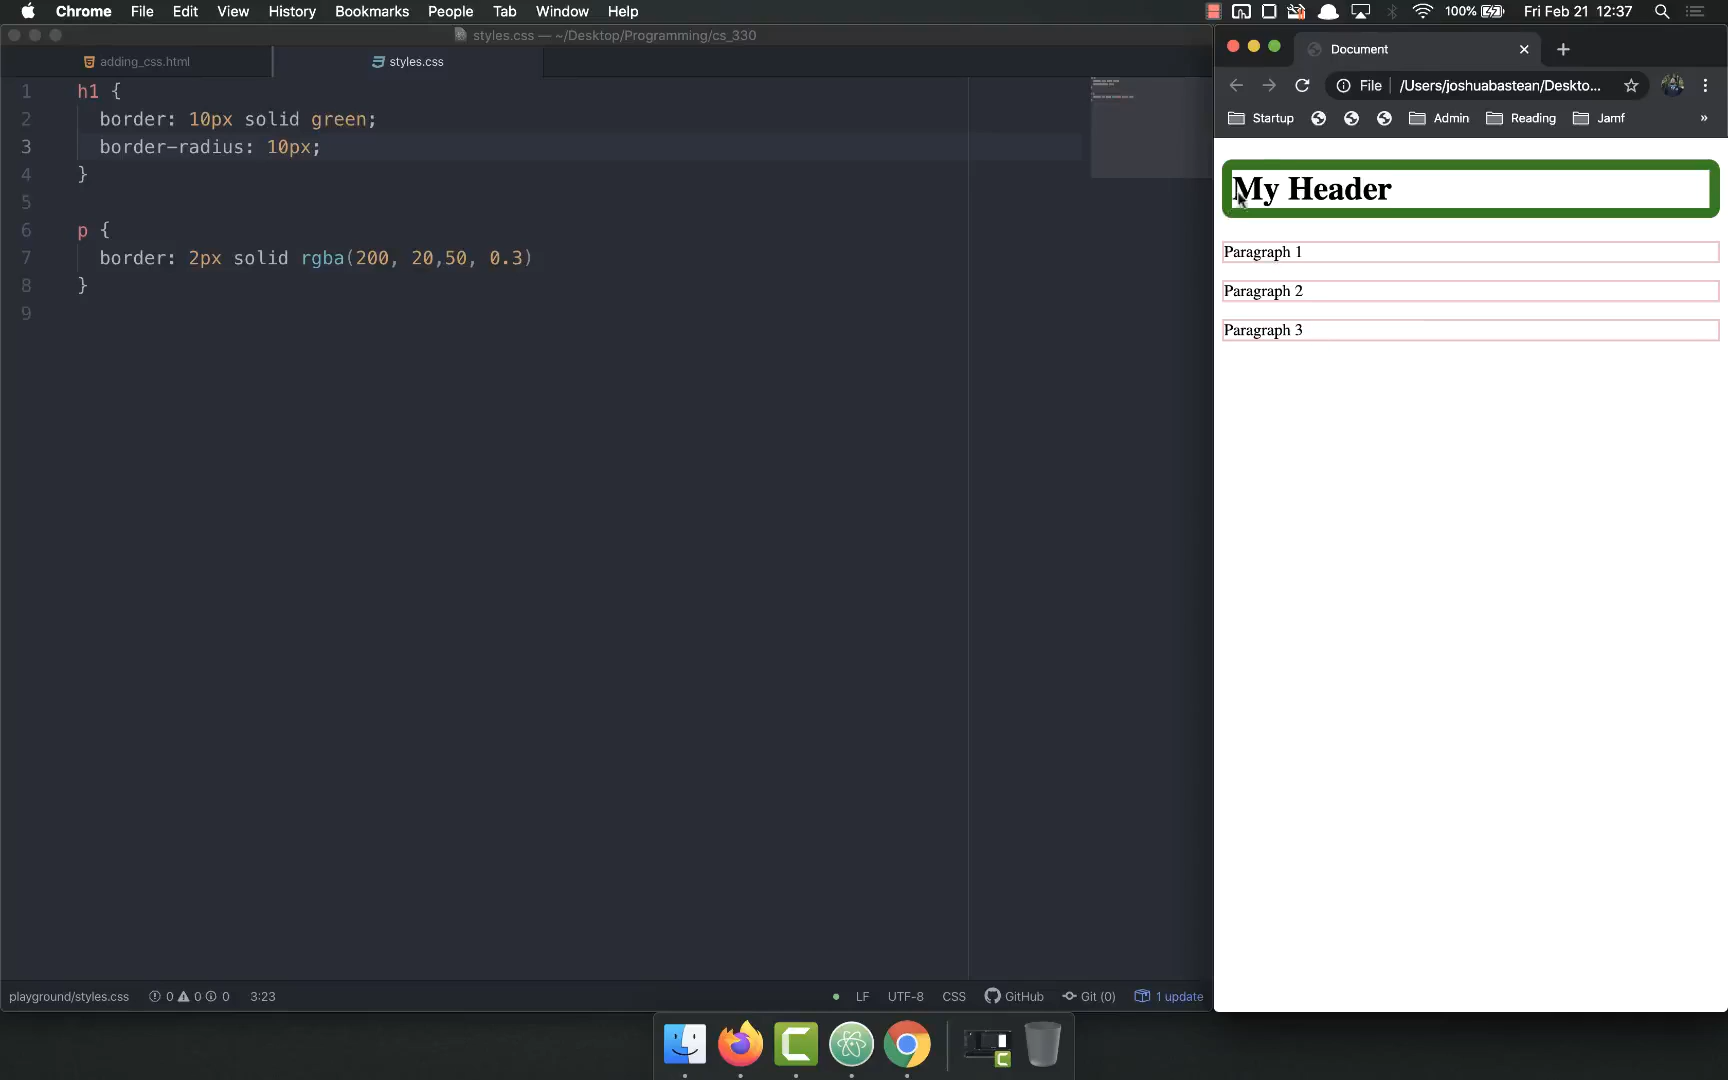 Chrome File Edit View History Bookmarks People Tab Window Help 100% Fri Feb 21 12:37
styles.css — ~/Desktop/Programming/cs_330
adding_css.html styles.css
1 h1 {
2 border: 10px solid green;
3 border-radius: 10px;
4 }
5
6 p {
7 border: 2px solid rgba(200, 20,50, 0.3)
8 }
9
playground/styles.css 0 0 0 3:23 LF UTF-8 CSS GitHub Git (0) 1 update
Document
File /Users/joshuabastean/Deskto...
Startup Admin Reading Jamf »
My Header
Paragraph 1
Paragraph 2
Paragraph 3